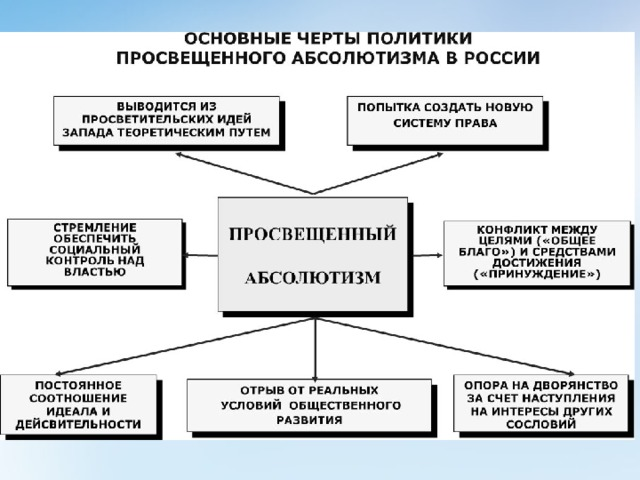 ОСНОВНЫЕ ЧЕРТЫ ПОЛИТИКИ
ПРОСВЕЩЕННОГО АБСОЛЮТИЗМА В РОССИИ
ВЫВОДИТСЯ ИЗ
ПРОСВЕТИТЕЛЬСКИХ ИДЕЙ
ЗАПАДА ТЕОРЕТИЧЕСКИМ ПУТЕМ
ПОПЫТКА СОЗДАТЬ НОВУЮ
СИСТЕМУ ПРАВА
СТРЕМЛЕНИЕ
ОБЕСПЕЧИТЬ
СОЦИАЛЬНЫЙ
КОНТРОЛЬ НАД
ВЛАСТЬЮ
ПРОСВЕЩЕННЫЙ
АБСОЛЮТИЗМ
КОНФЛИКТ МЕЖДУ
ЦЕЛЯМИ («ОБЩЕЕ
БЛАГО») И СРЕДСТВАМИ
ДОСТИЖЕНИЯ
(«ПРИНУЖДЕНИЕ»)
ПОСТОЯННОЕ
СООТНОШЕНИЕ
ИДЕАЛА И
ДЕЙСВИТЕЛЬНОСТИ
ОТРЫВ ОТ РЕАЛЬНЫХ
УСЛОВИЙ ОБЩЕСТВЕННОГО
РАЗВИТИЯ
ОПОРА НА ДВОРЯНСТВО
ЗА СЧЕТ НАСТУПЛЕНИЯ
НА ИНТЕРЕСЫ ДРУГИХ
СОСЛОВИЙ